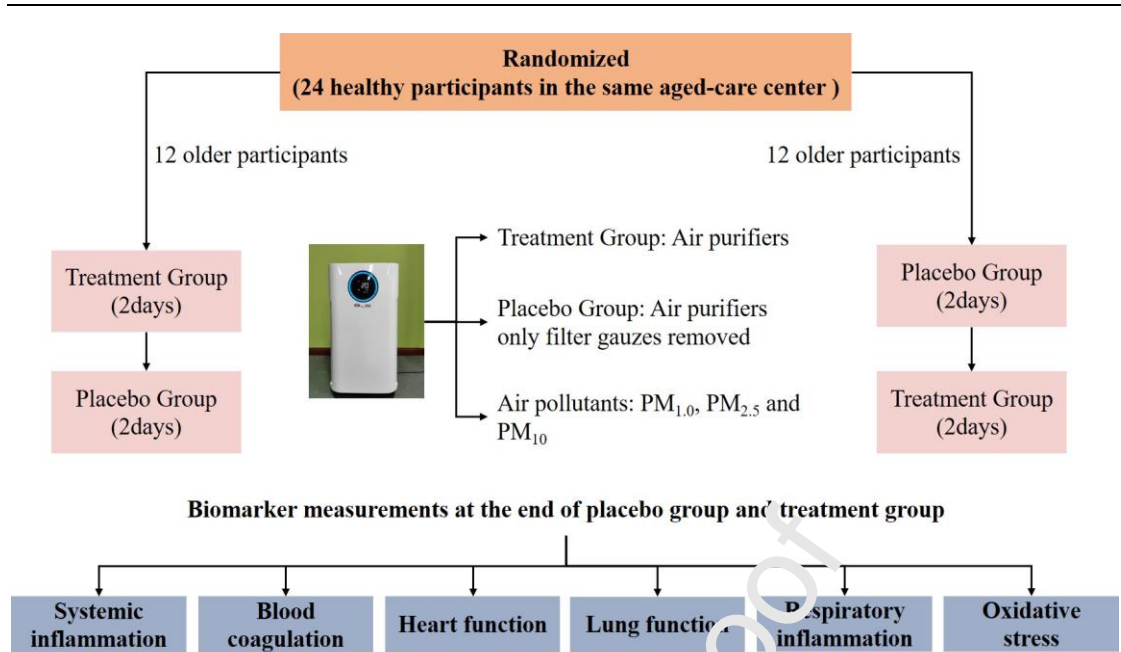 Randomized
(24 healthy participants in the same aged-care center )
12 older participants
12 older participants
Treatment Group
(2days)
Placebo Group
(2days)
Treatment Group: Air purifiers
Placebo Group: Air purifiers
only filter gauzes removed
Air pollutants: PM1.0, PM2.5 and
PM10
Placebo Group
(2days)
Treatment Group
(2days)
Biomarker measurements at the end of placebo group and treatment group
Systemic
inflammation
Blood
coagulation
Heart function
Lung function
Respiratory
inflammation
Oxidative
stress